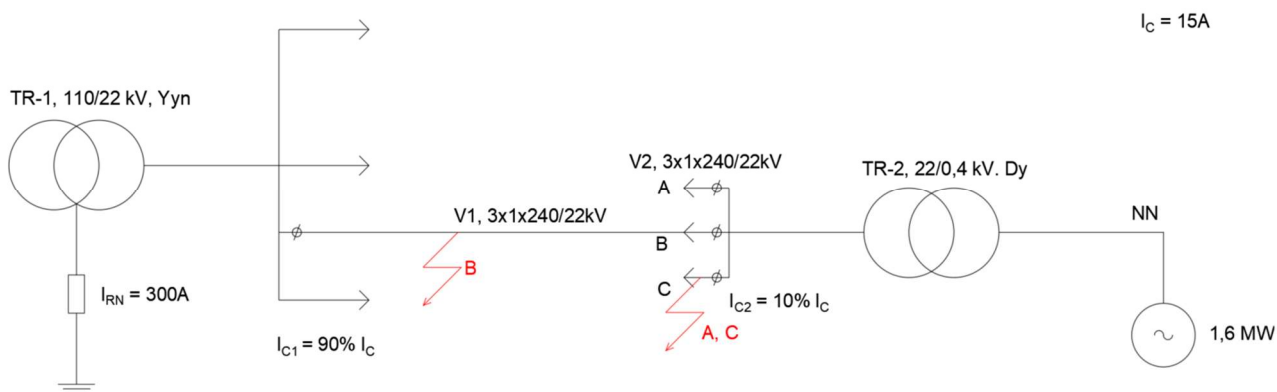 I_C = 15A
TR-1, 110/22 kV, Yyn
V2, 3x1x240/22kV
TR-2, 22/0,4 kV. Dy
A
V1, 3x1x240/22kV
NN
B
B
C
I_RN = 300A
I_C2 = 10% I_C
A, C
1,6 MW
I_C1 = 90% I_C